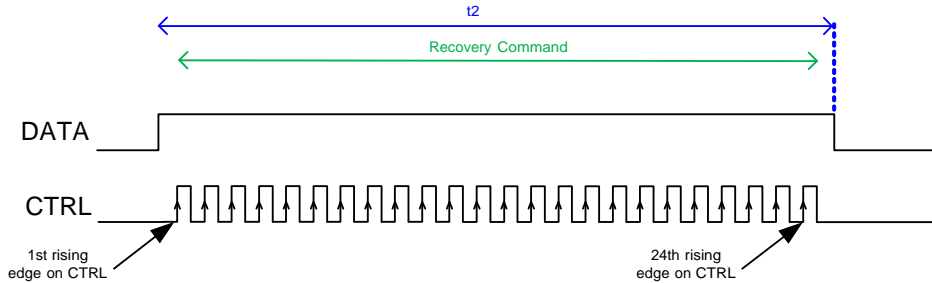 t2
Recovery Command
DATA
CTRL
1st rising
edge on CTRL
24th rising
edge on CTRL